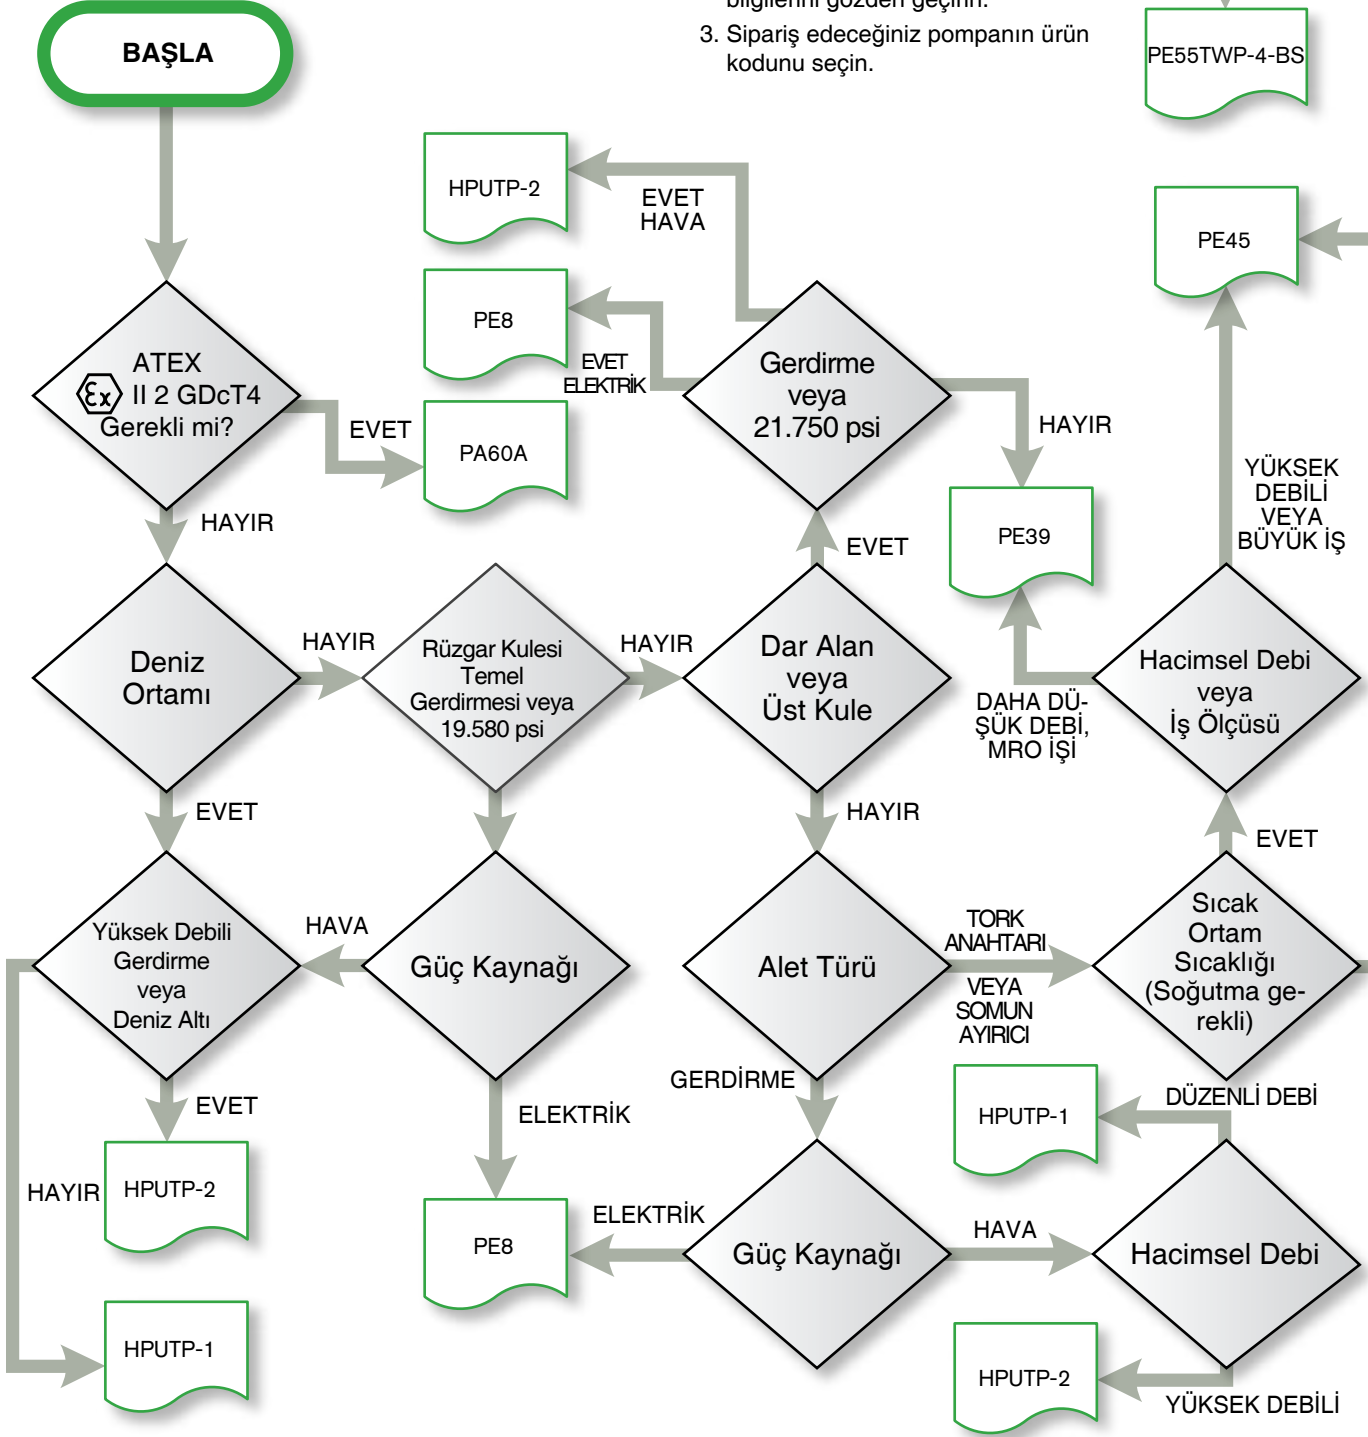 bilgilerini gözden geçirin.
3. Sipariş edeceğiniz pompanın ürün
kodunu seçin.
BAŞLA
PE55TWP-4-BS
HPUTP-2
EVET
HAVA
PE45
PE8
EVET
ELEKTRİK
Gerdirme
veya
21.750 psi
HAYIR
ATEX
Ex II 2 GDcT4
Gerekli mi?
EVET
PA60A
YÜKSEK
DEBİLİ
VEYA
BÜYÜK İŞ
HAYIR
EVET
PE39
Deniz
Ortamı
HAYIR
Rüzgar Kulesi
Temel
Gerdirmesi veya
19.580 psi
HAYIR
Dar Alan
veya
Üst Kule
DAHA DÜ-
ŞÜK DEBİ,
MRO İŞİ
Hacimsel Debi
veya
İş Ölçüsü
EVET
HAYIR
EVET
Yüksek Debili
Gerdirme
veya
Deniz Altı
HAVA
Güç Kaynağı
Alet Türü
TORK
ANAHTARI
VEYA
SOMUN
AYIRICI
Sıcak
Ortam
Sıcaklığı
(Soğutma ge-
rekli)
EVET
ELEKTRİK
GERDİRME
HPUTP-1
DÜZENLİ DEBİ
HAYIR
HPUTP-2
PE8
ELEKTRİK
Güç Kaynağı
HAVA
Hacimsel Debi
HPUTP-1
HPUTP-2
YÜKSEK DEBİLİ